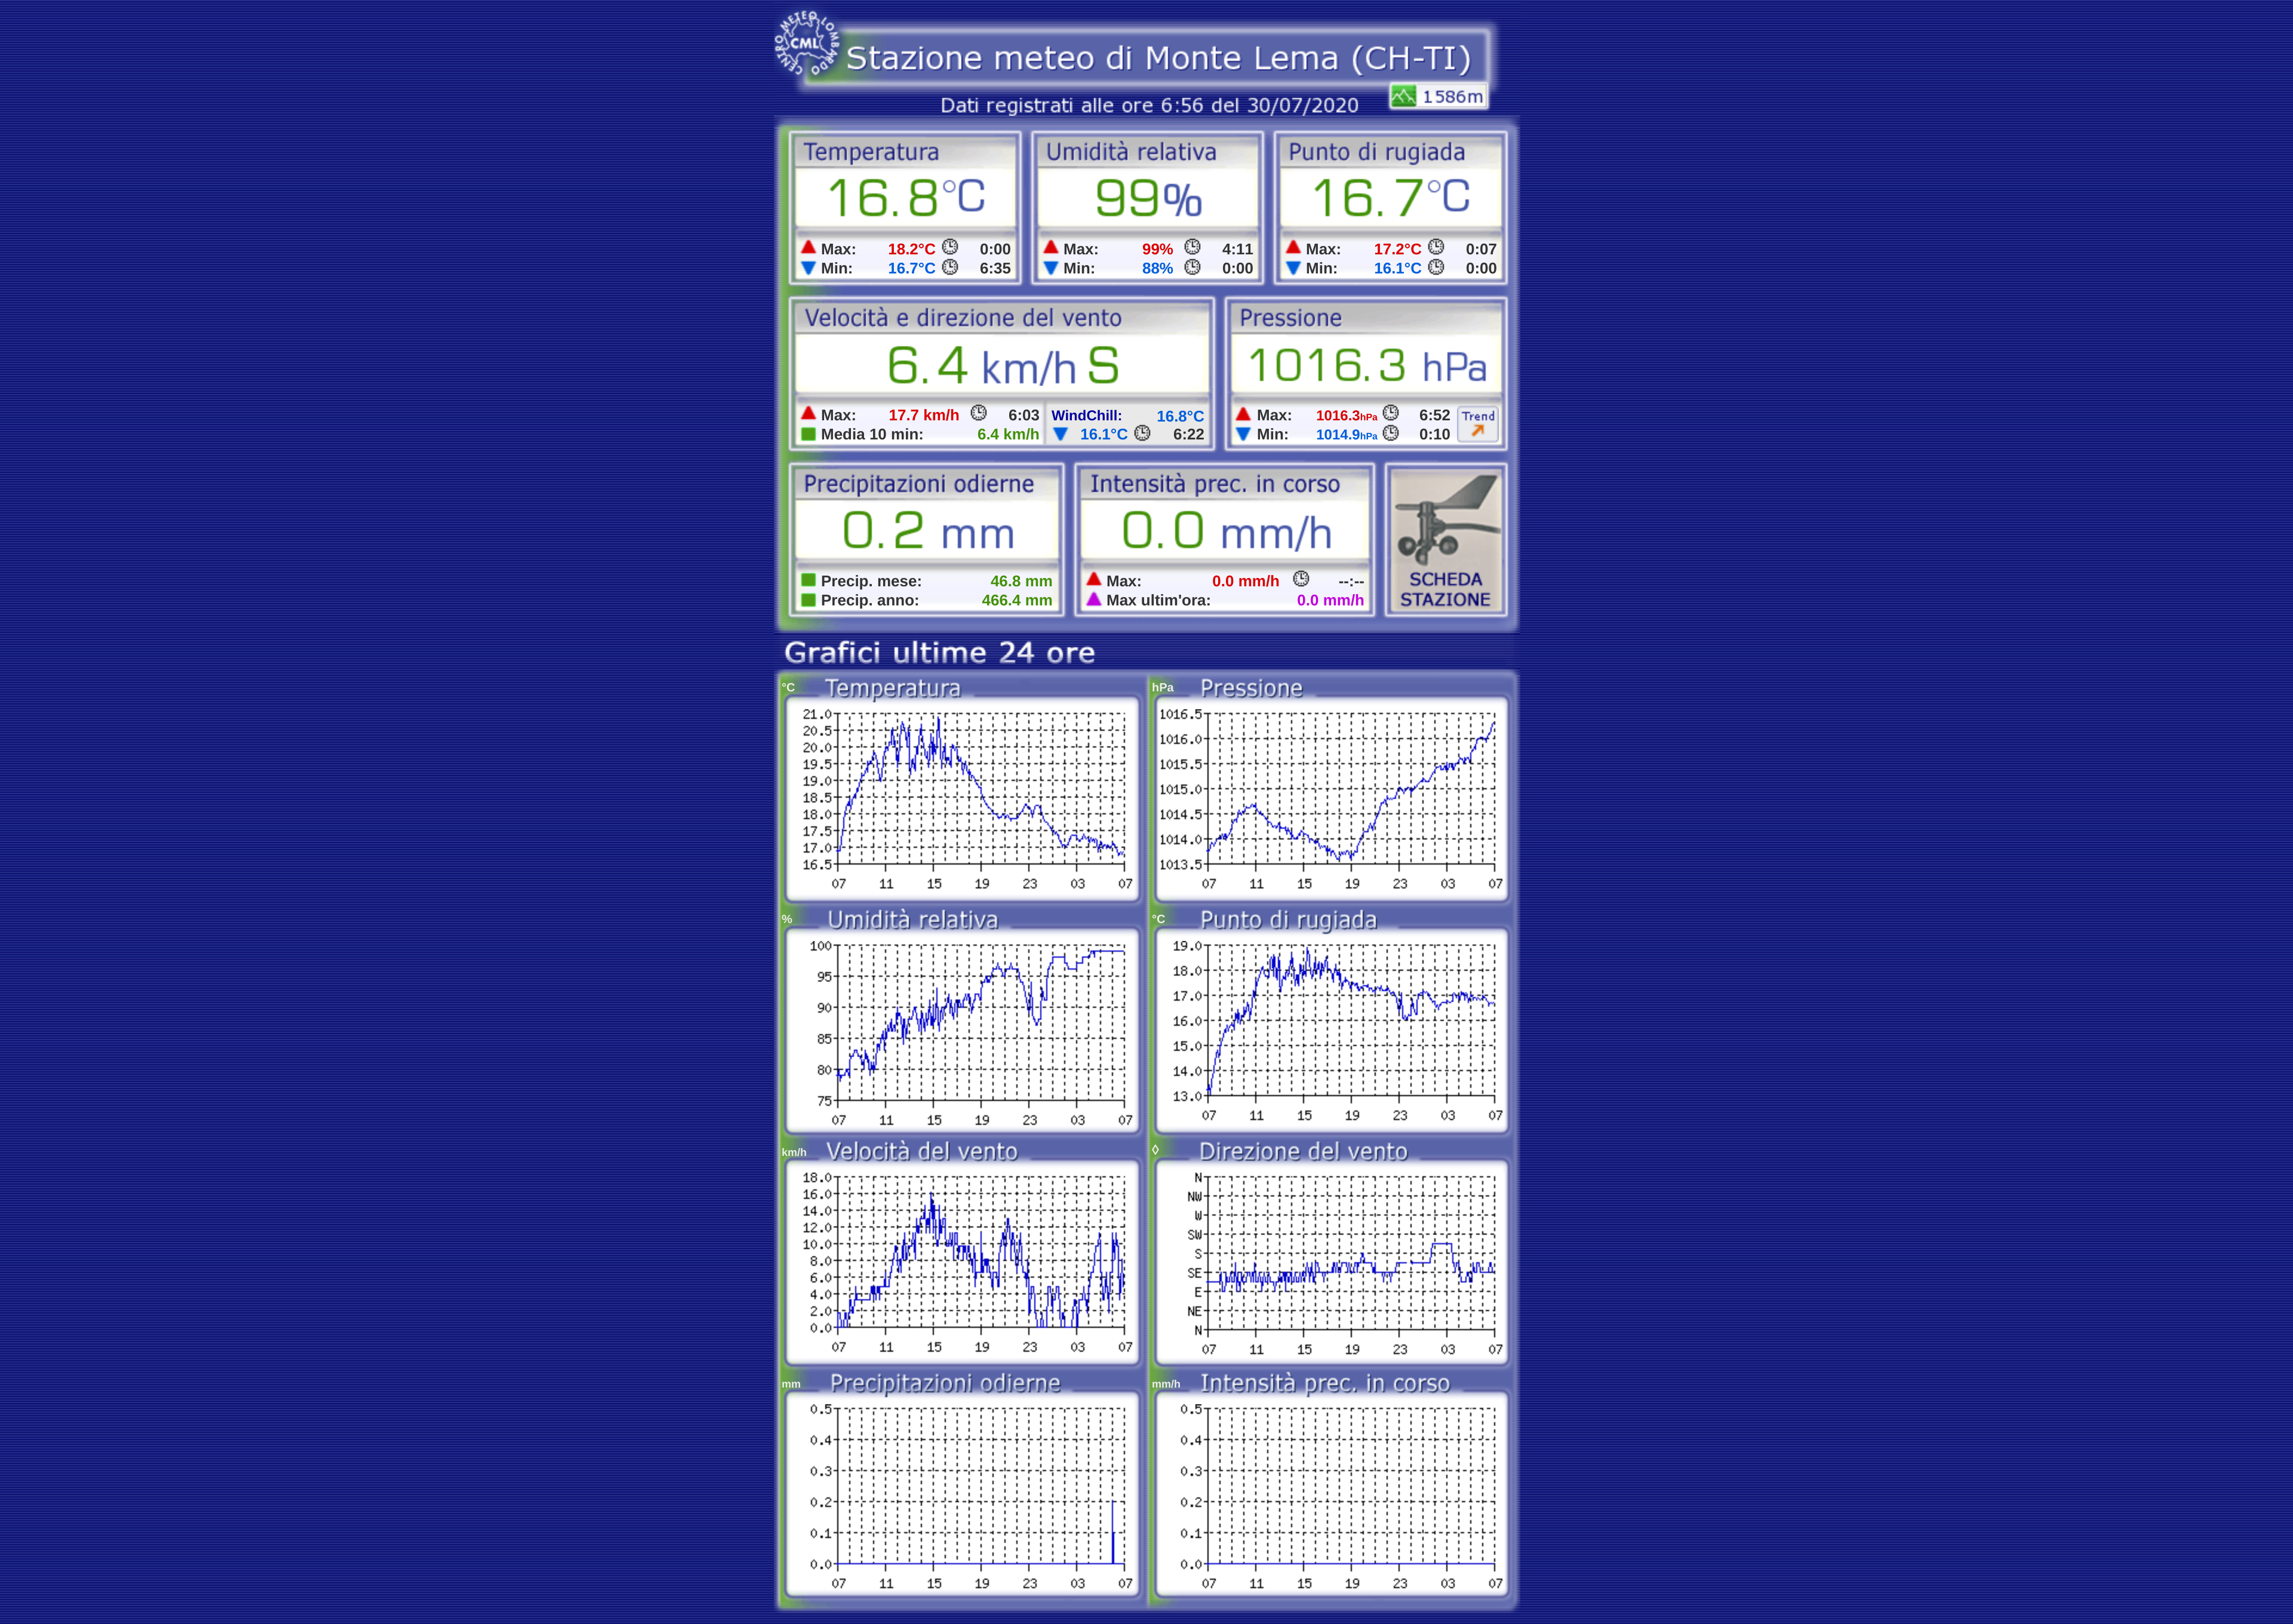 CENTRO METEO LOMBARDO
CML
Stazione meteo di Monte Lema (CH-TI)
1586m
Dati registrati alle ore 6:56 del 30/07/2020
Temperatura
16.8°C
Max: 18.2°C 0:00
Min: 16.7°C 6:35
Umidità relativa
99%
Max: 99% 4:11
Min: 88% 0:00
Punto di rugiada
16.7°C
Max: 17.2°C 0:07
Min: 16.1°C 0:00
Velocità e direzione del vento
6.4 km/h S
Max: 17.7 km/h 6:03
Media 10 min: 6.4 km/h
WindChill: 16.8°C
16.1°C 6:22
Pressione
1016.3 hPa
Max: 1016.3hPa 6:52
Min: 1014.9hPa 0:10
Trend
Precipitazioni odierne
0.2 mm
Precip. mese: 46.8 mm
Precip. anno: 466.4 mm
Intensità prec. in corso
0.0 mm/h
Max: 0.0 mm/h --:--
Max ultim'ora: 0.0 mm/h
SCHEDA
STAZIONE
Grafici ultime 24 ore
°C Temperatura
21.0
20.5
20.0
19.5
19.0
18.5
18.0
17.5
17.0
16.5
07 11 15 19 23 03 07
hPa Pressione
1016.5
1016.0
1015.5
1015.0
1014.5
1014.0
1013.5
07 11 15 19 23 03 07
% Umidità relativa
100
95
90
85
80
75
07 11 15 19 23 03 07
°C Punto di rugiada
19.0
18.0
17.0
16.0
15.0
14.0
13.0
07 11 15 19 23 03 07
km/h Velocità del vento
18.0
16.0
14.0
12.0
10.0
8.0
6.0
4.0
2.0
0.0
07 11 15 19 23 03 07
◊ Direzione del vento
N
NW
W
SW
S
SE
E
NE
N
07 11 15 19 23 03 07
mm Precipitazioni odierne
0.5
0.4
0.3
0.2
0.1
0.0
07 11 15 19 23 03 07
mm/h Intensità prec. in corso
0.5
0.4
0.3
0.2
0.1
0.0
07 11 15 19 23 03 07